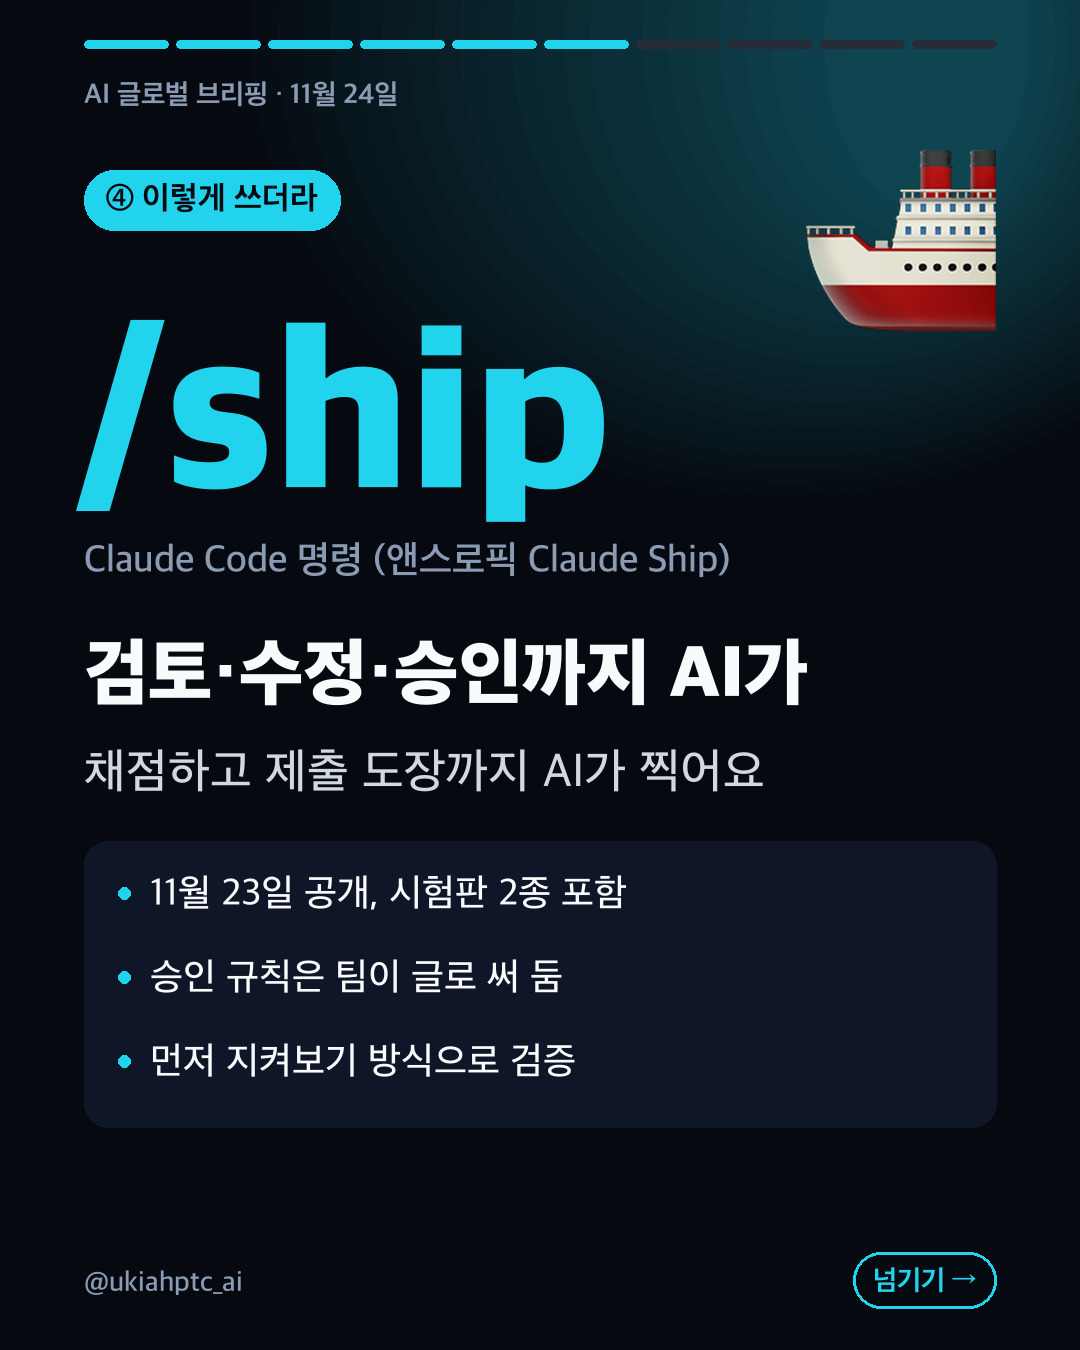 AI 글로벌 브리핑 · 11월 24일
④ 이렇게 쓰더라
/ship
Claude Code 명령 (앤스로픽 Claude Ship)
검토·수정·승인까지 AI가
채점하고 제출 도장까지 AI가 찍어요
• 11월 23일 공개, 시험판 2종 포함
• 승인 규칙은 팀이 글로 써 둠
• 먼저 지켜보기 방식으로 검증
@ukiahptc_ai
넘기기 →